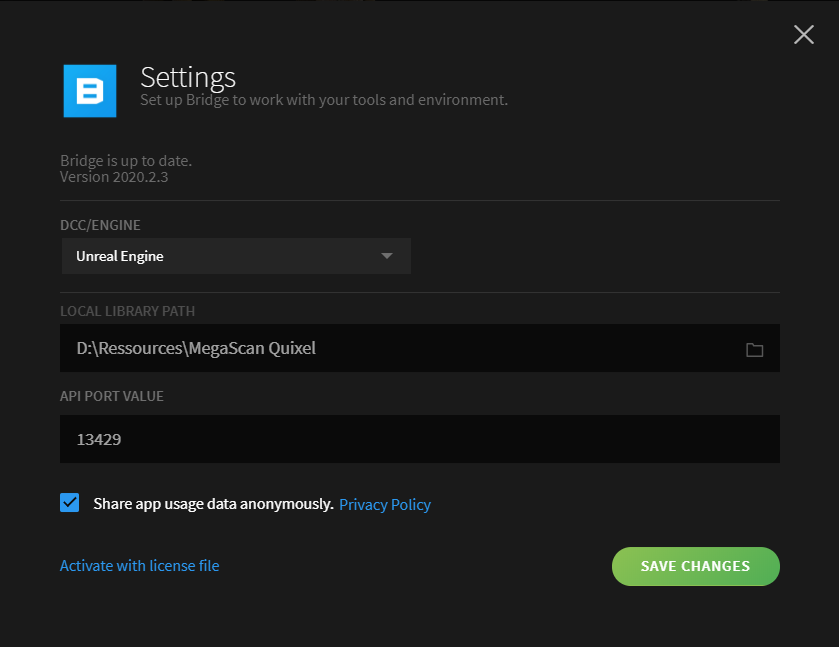 B
Settings
Set up Bridge to work with your tools and environment.
Bridge is up to date.
Version 2020.2.3
DCC/ENGINE
Unreal Engine
LOCAL LIBRARY PATH
D:\Ressources\MegaScan Quixel
API PORT VALUE
13429
Share app usage data anonymously. Privacy Policy
Activate with license file
SAVE CHANGES